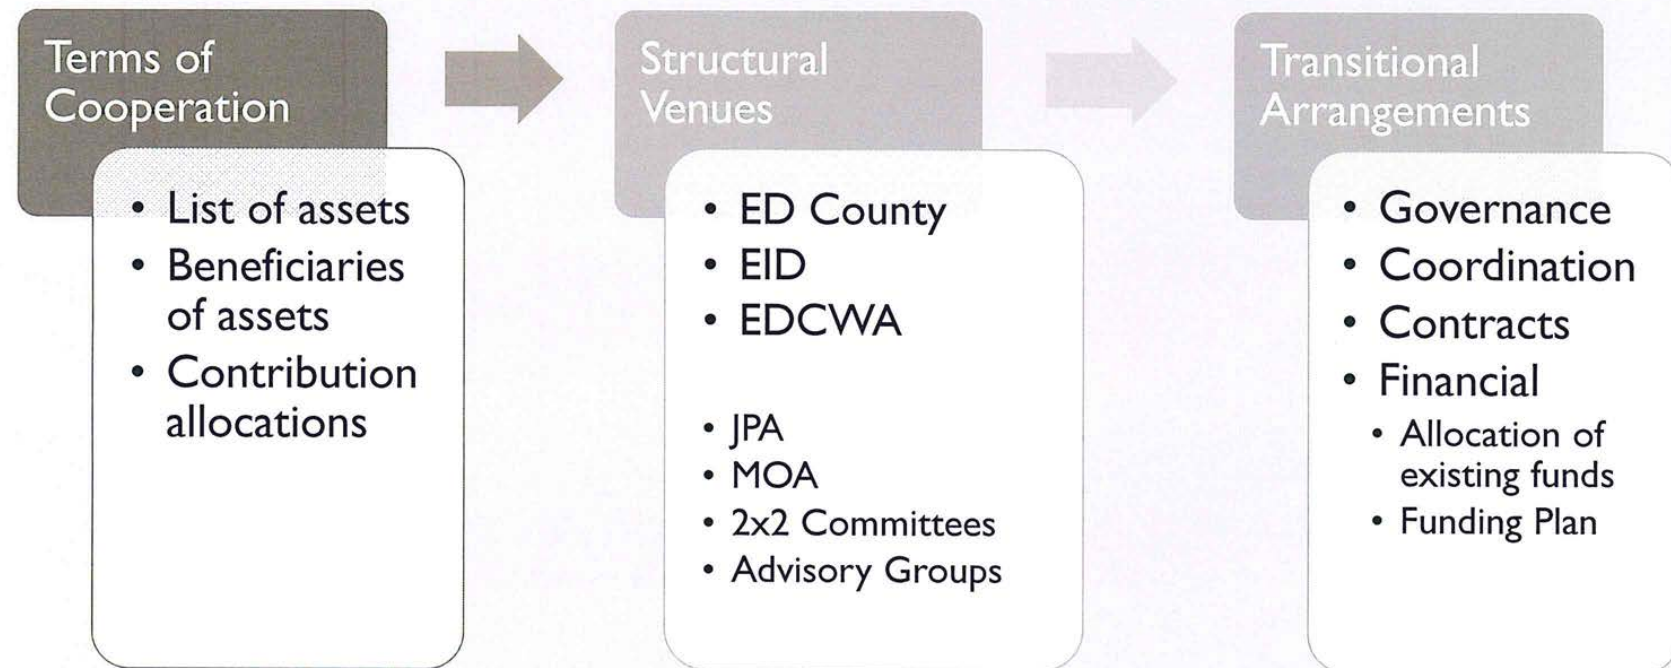 Terms of
Cooperation
• List of assets
• Beneficiaries
of assets
• Contribution
allocations
Structural
Venues
• ED County
• EID
• EDCWA
• JPA
• MOA
• 2x2 Committees
• Advisory Groups
Transitional
Arrangements
• Governance
• Coordination
• Contracts
• Financial
• Allocation of
existing funds
• Funding Plan